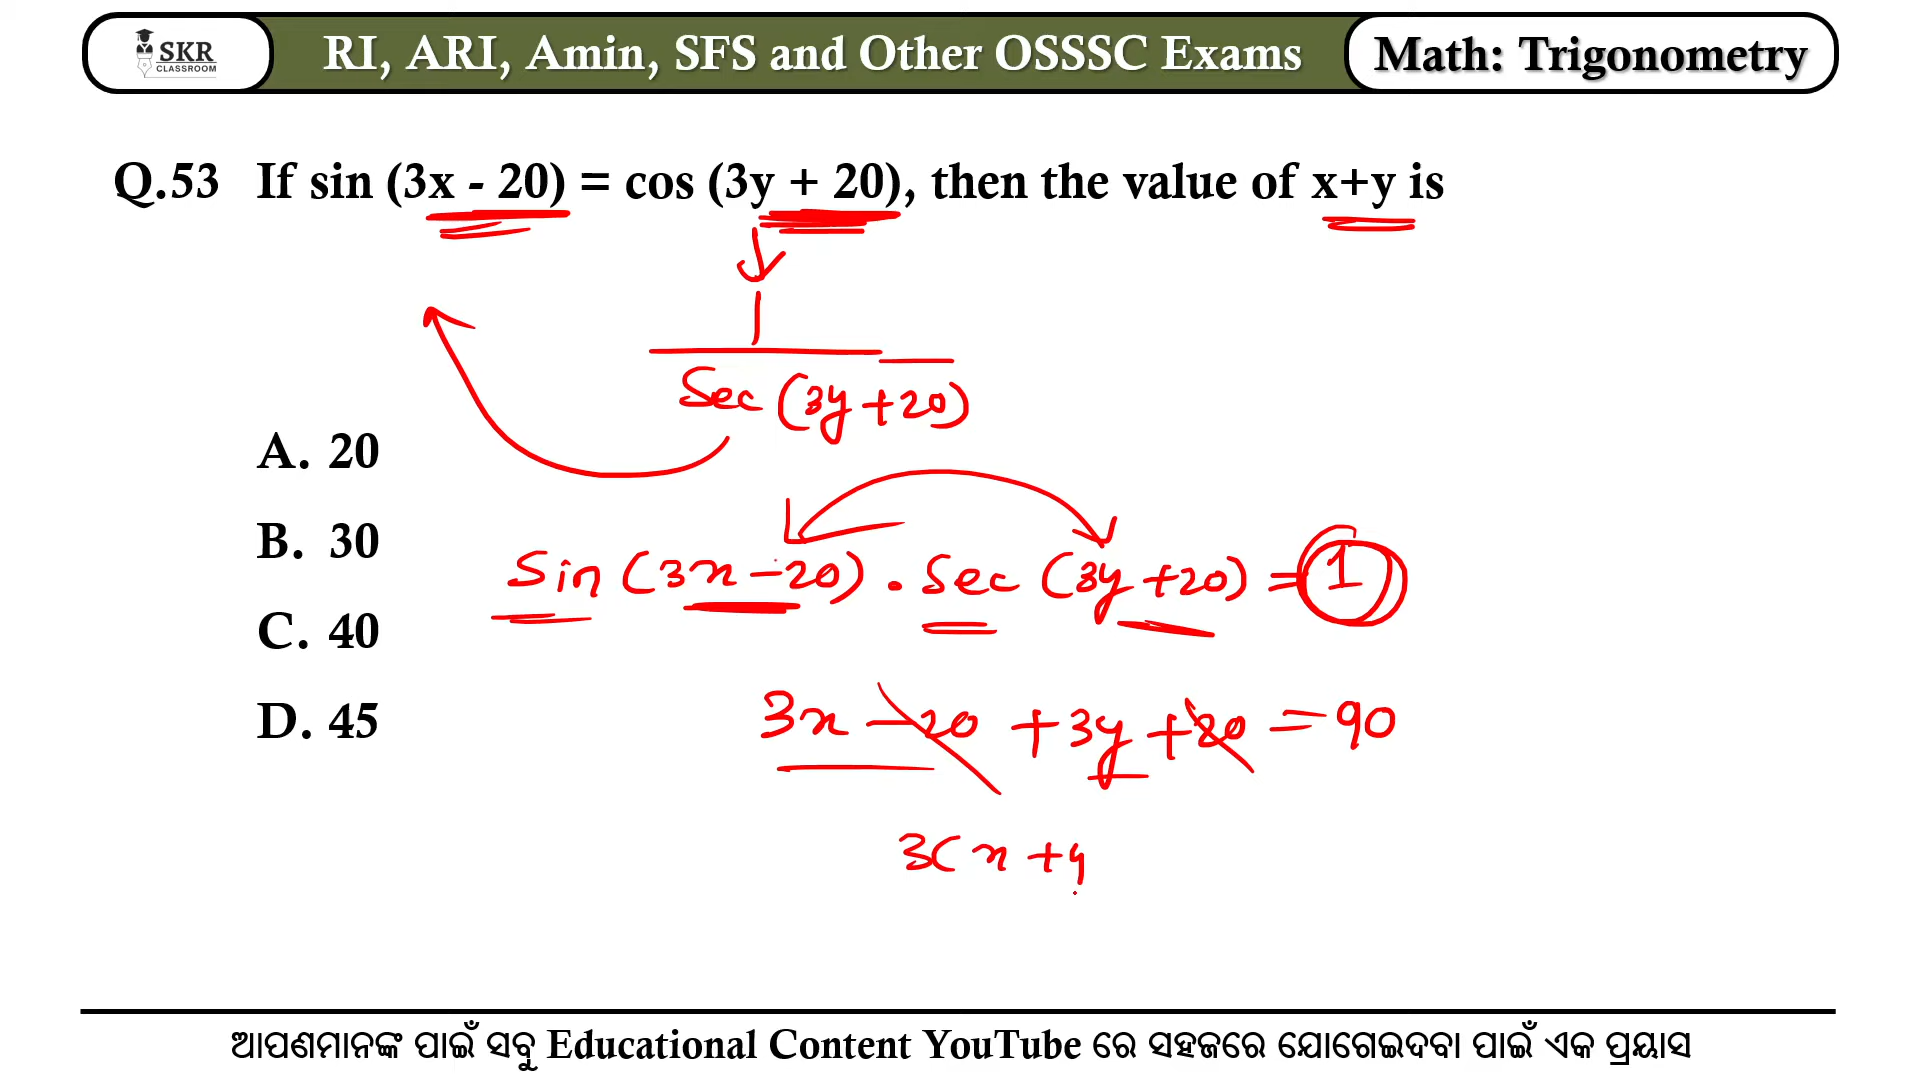 SKR
CLASSROOM
RI, ARI, Amin, SFS and Other OSSSC Exams
Math: Trigonometry
Q.53 If sin (3x - 20) = cos (3y + 20), then the value of x+y is
1
Sec (3y+20)
A. 20
B. 30
Sin (3x-20) . Sec (3y+20) = 1
C. 40
D. 45
3x - 20 + 3y + 20 = 90
3( x + y
ଆପଣମାନଙ୍କ ପାଇଁ ସବୁ Educational Content YouTube ରେ ସହଜରେ ଯୋଗେଇଦବା ପାଇଁ ଏକ ପ୍ରୟାସ